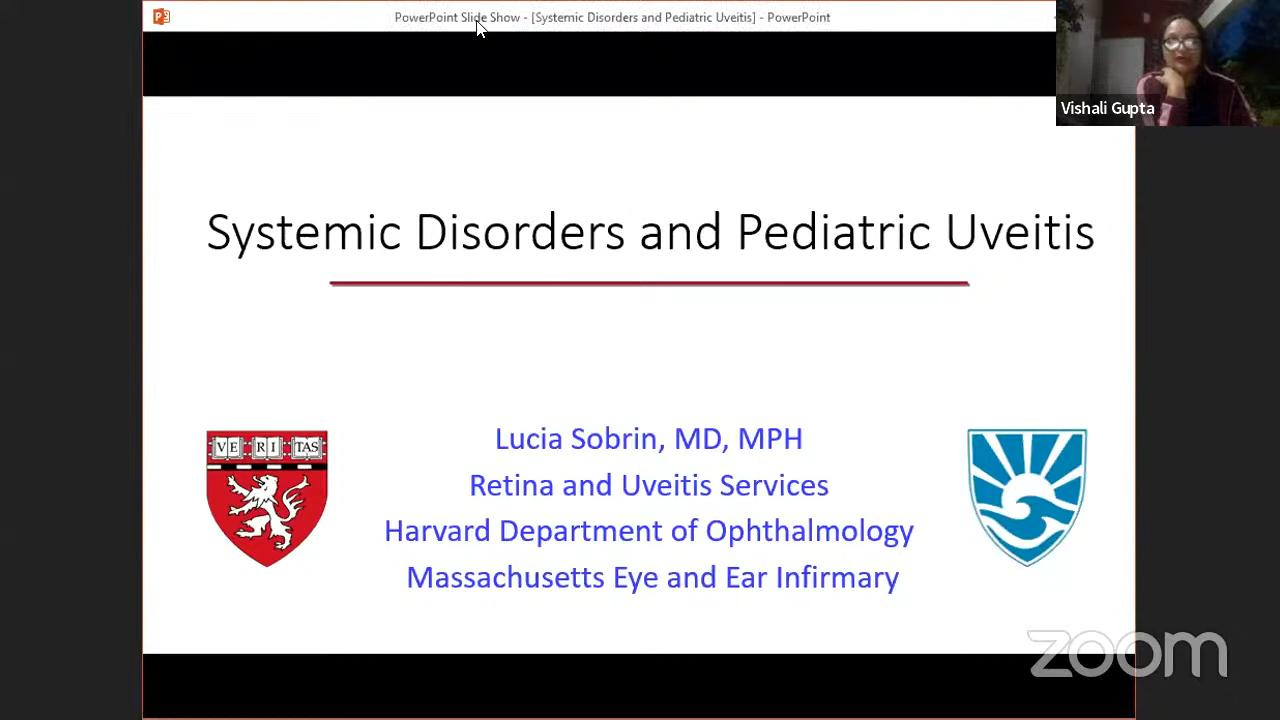 PowerPoint Slide Show - [Systemic Disorders and Pediatric Uveitis] - PowerPoint
Vishali Gupta
Systemic Disorders and Pediatric Uveitis
VE RI TAS
Lucia Sobrin, MD, MPH
Retina and Uveitis Services
Harvard Department of Ophthalmology
Massachusetts Eye and Ear Infirmary
zoom